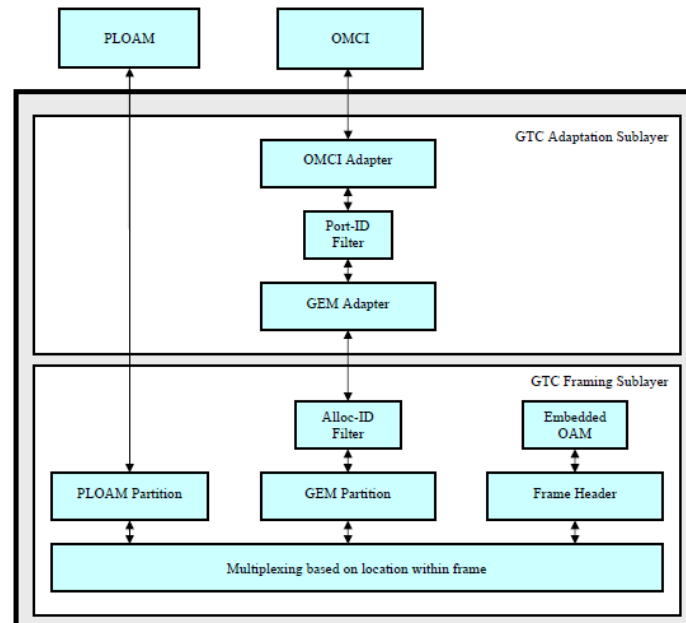 PLOAM
OMCI
GTC Adaptation Sublayer
OMCI Adapter
Port-ID
Filter
GEM Adapter
GTC Framing Sublayer
Alloc-ID
Filter
Embedded
OAM
PLOAM Partition
GEM Partition
Frame Header
Multiplexing based on location within frame